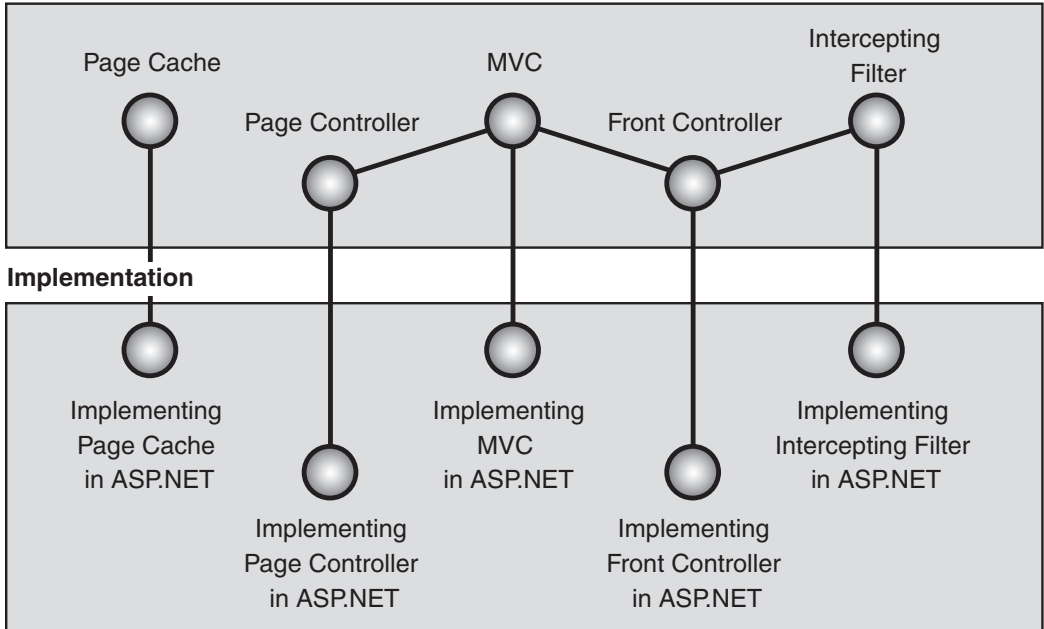 Page Cache
MVC
Intercepting
Filter
Page Controller
Front Controller
Implementation
Implementing
Page Cache
in ASP.NET
Implementing
MVC
in ASP.NET
Implementing
Intercepting Filter
in ASP.NET
Implementing
Page Controller
in ASP.NET
Implementing
Front Controller
in ASP.NET